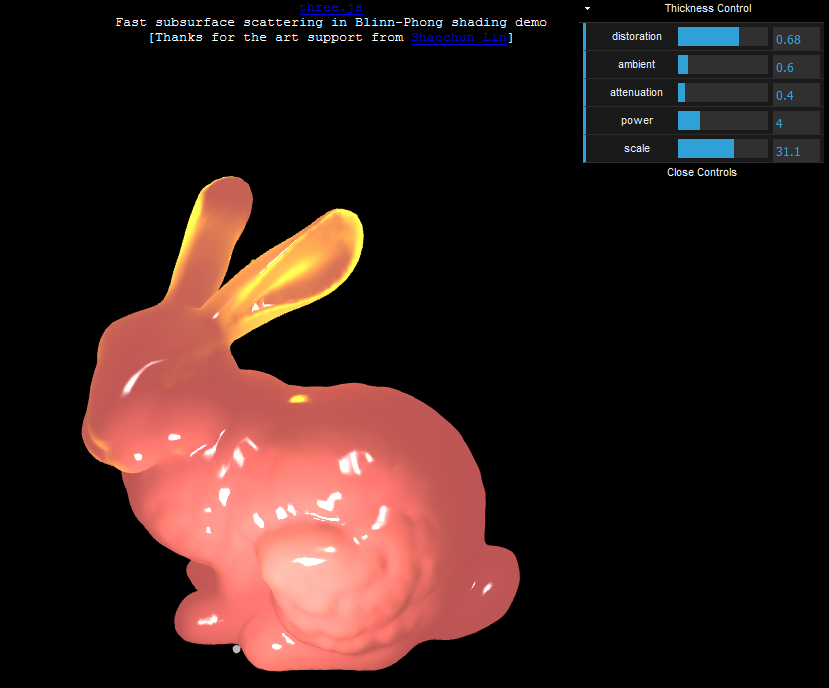 three.js
Fast subsurface scattering in Blinn-Phong shading demo
[Thanks for the art support from Shaochun Lin]
Thickness Control
distoration 0.68
ambient 0.6
attenuation 0.4
power 4
scale 31.1
Close Controls